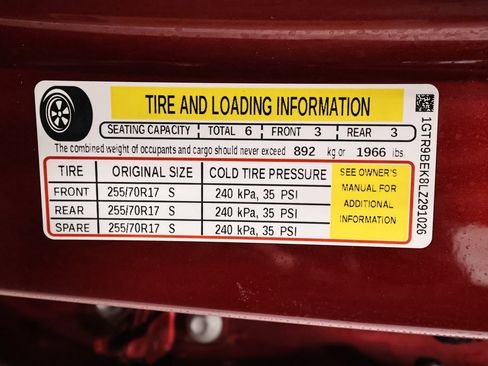 TIRE AND LOADING INFORMATION
SEATING CAPACITY TOTAL 6 FRONT 3 REAR 3
The combined weight of occupants and cargo should never exceed 892 kg or 1966 lbs
TIRE ORIGINAL SIZE COLD TIRE PRESSURE
FRONT 255/70R17 S 240 kPa, 35 PSI
REAR 255/70R17 S 240 kPa, 35 PSI
SPARE 255/70R17 S 240 kPa, 35 PSI
SEE OWNER'S
MANUAL FOR
ADDITIONAL
INFORMATION
1GTR9BEK8LZ291026